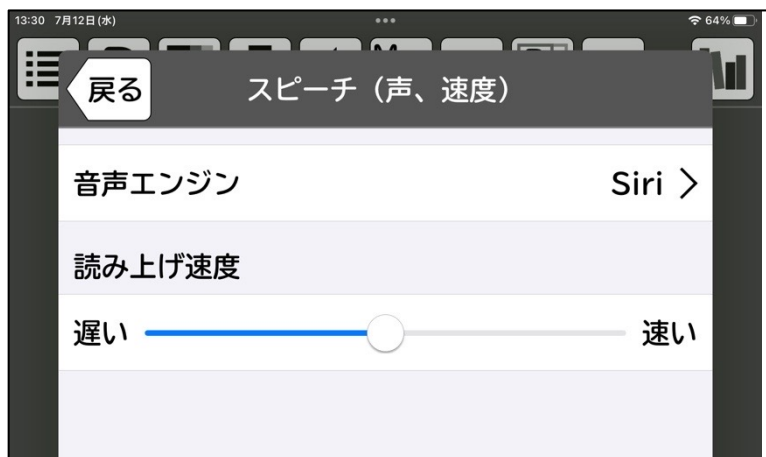 13:30 7月12日(水)
64%
戻る
スピーチ（声、速度）
音声エンジン
Siri
読み上げ速度
遅い
速い